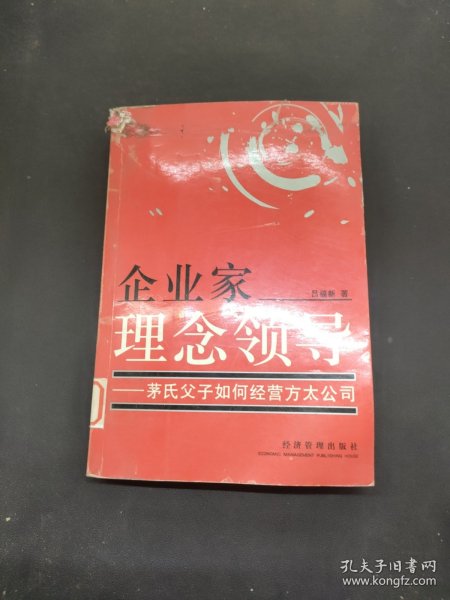 企业家
吕福新 著
理念领导
——茅氏父子如何经营方太公司
经济管理出版社
ECONOMIC MANAGEMENT PUBLISHING HOUSE
孔夫子旧书网
www.kongfz.com